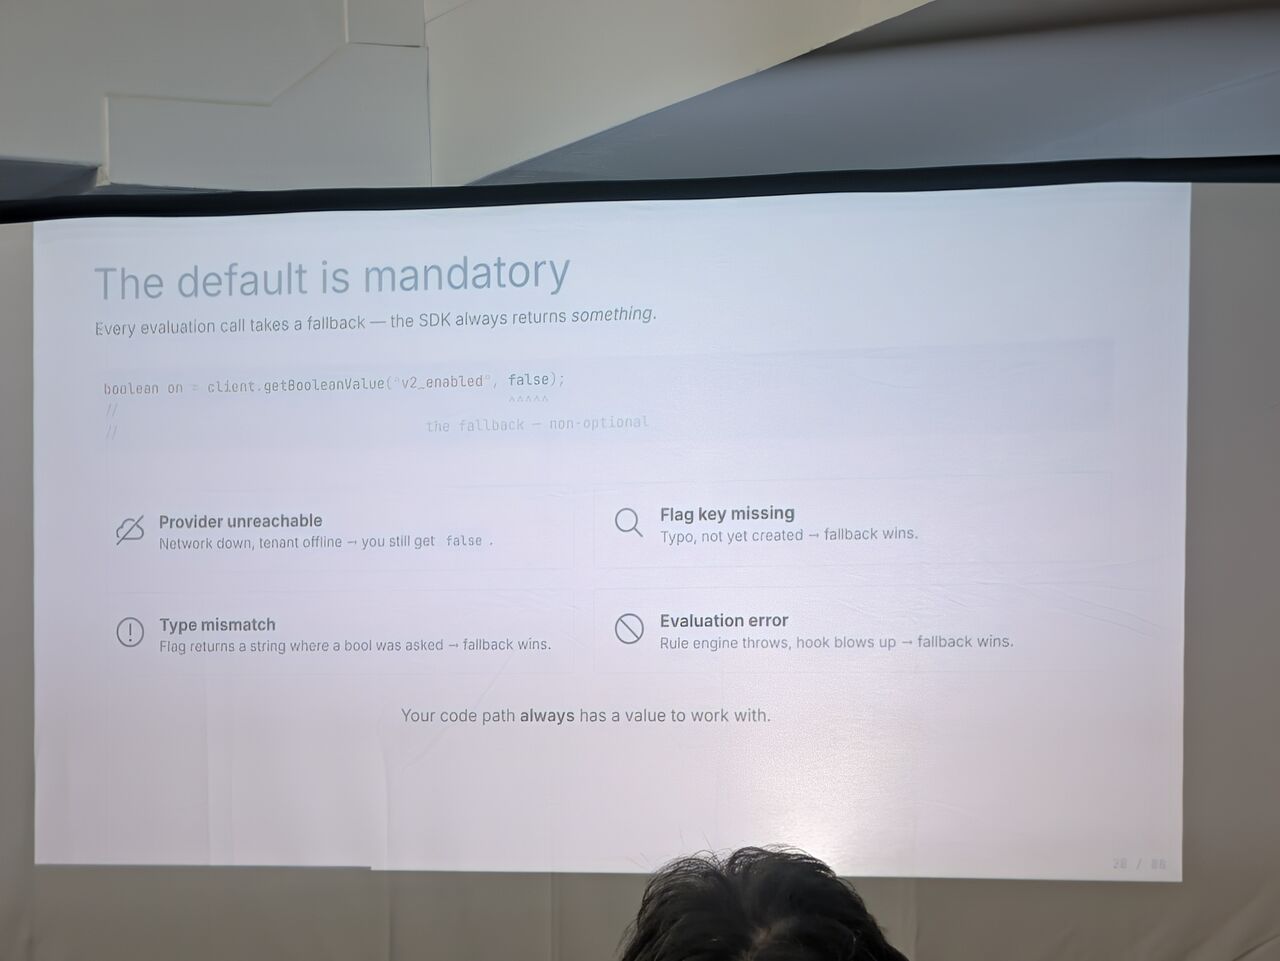 The default is mandatory
Every evaluation call takes a fallback — the SDK always returns something.
boolean on = client.getBooleanValue("v2_enabled", false);
// ^^^^^
// the fallback — non-optional
Provider unreachable
Network down, tenant offline → you still get false .
Flag key missing
Typo, not yet created → fallback wins.
Type mismatch
Flag returns a string where a bool was asked → fallback wins.
Evaluation error
Rule engine throws, hook blows up → fallback wins.
Your code path always has a value to work with.